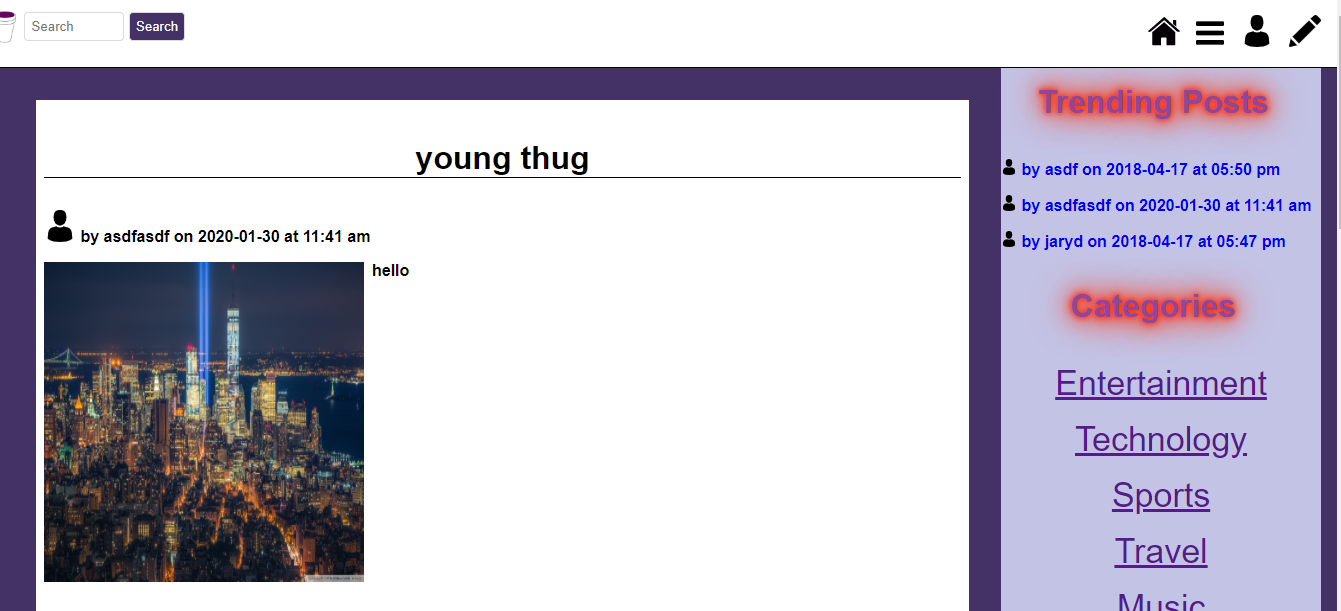 Search
Search
young thug
by asdfasdf on 2020-01-30 at 11:41 am
hello
Trending Posts
by asdf on 2018-04-17 at 05:50 pm
by asdfasdf on 2020-01-30 at 11:41 am
by jaryd on 2018-04-17 at 05:47 pm
Categories
Entertainment
Technology
Sports
Travel
Music